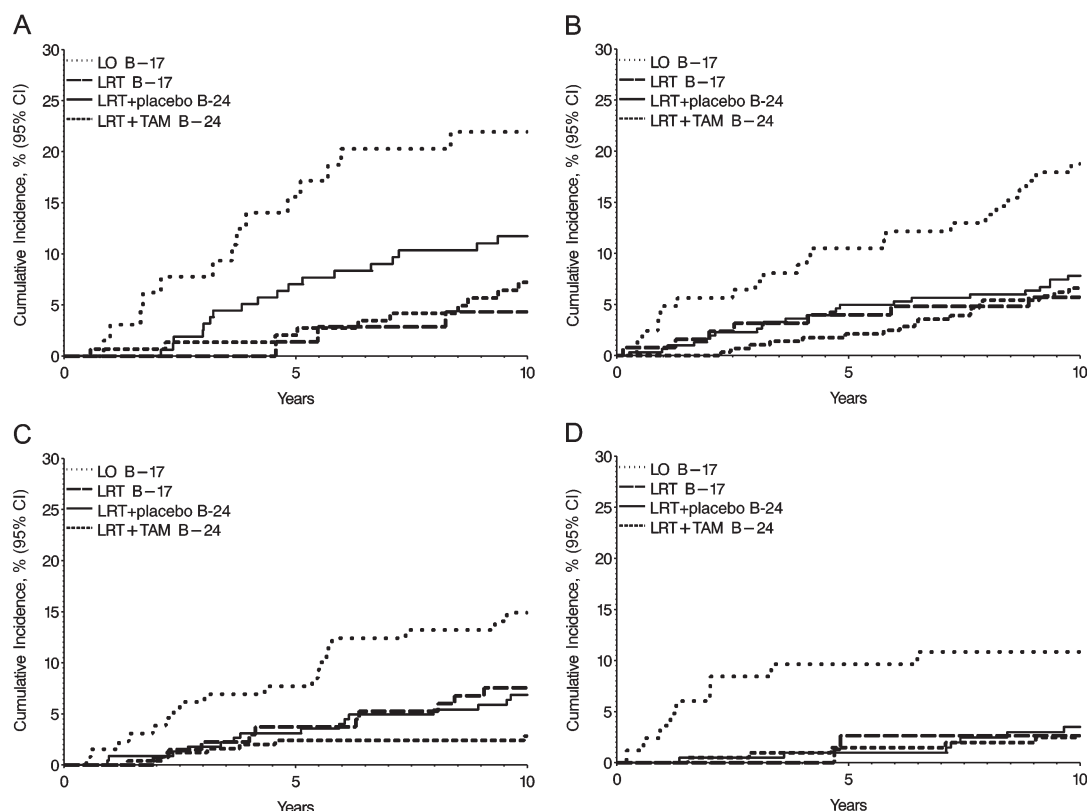 A
Cumulative Incidence, % (95% CI)
30
25
20
15
10
5
0
LO B−17
LRT B−17
LRT+placebo B-24
LRT+TAM B−24
0 5 10
Years
B
Cumulative Incidence, % (95% CI)
30
25
20
15
10
5
0
LO B−17
LRT B−17
LRT+placebo B-24
LRT+TAM B−24
0 5 10
Years
C
Cumulative Incidence, % (95% CI)
30
25
20
15
10
5
0
LO B−17
LRT B−17
LRT+placebo B-24
LRT+TAM B−24
0 5 10
Years
D
Cumulative Incidence, % (95% CI)
30
25
20
15
10
5
0
LO B−17
LRT B−17
LRT+placebo B-24
LRT+TAM B−24
0 5 10
Years